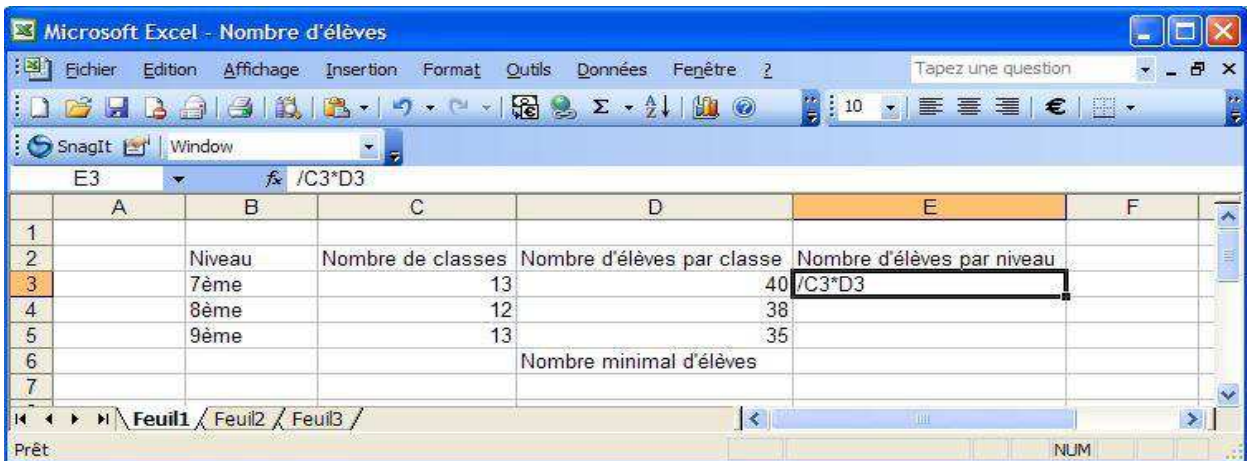 Microsoft Excel - Nombre d'élèves
Fichier Edition Affichage Insertion Format Outils Données Fenêtre ? Tapez une question
10 €
SnagIt Window
E3 fx /C3*D3
A B C D E F
1
2 Niveau Nombre de classes Nombre d'élèves par classe Nombre d'élèves par niveau
3 7ème 13 40 /C3*D3
4 8ème 12 38
5 9ème 13 35
6 Nombre minimal d'élèves
7
Feuil1 Feuil2 Feuil3
Prêt NUM